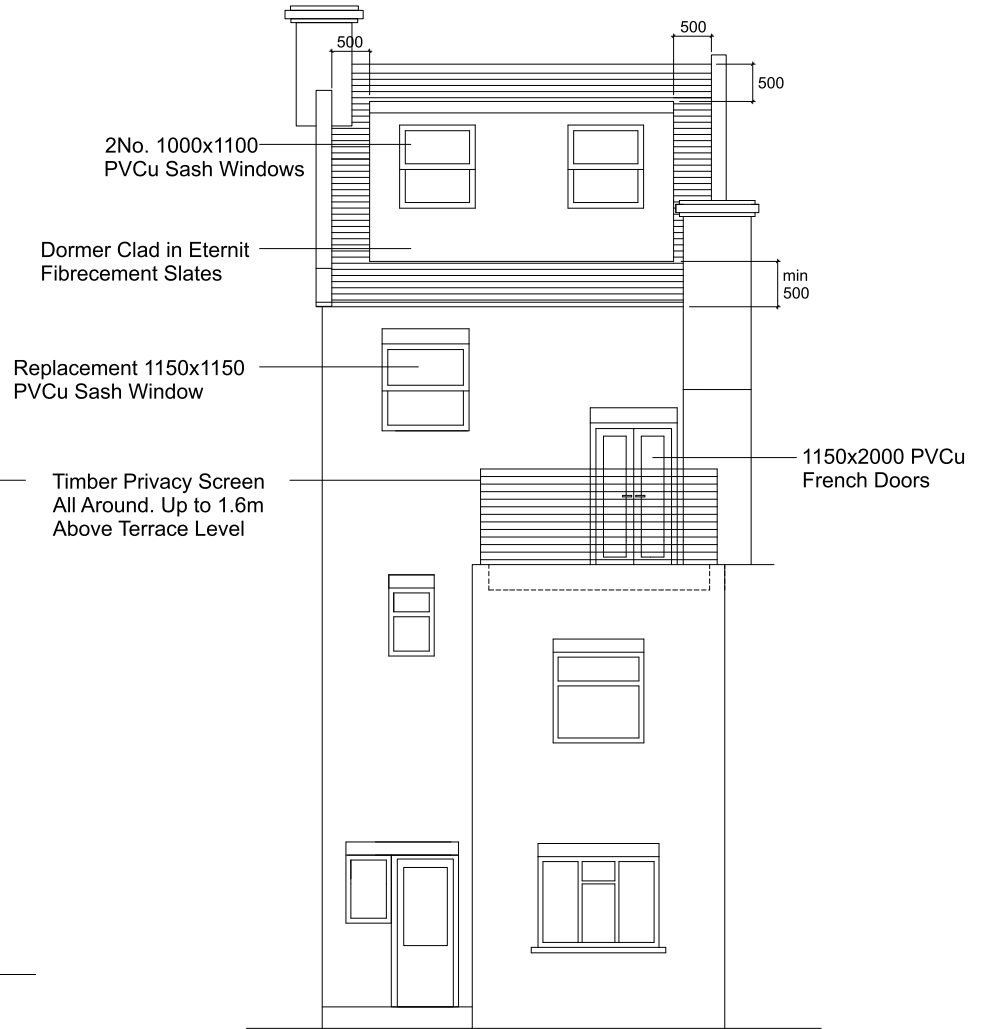 500
500
500
2No. 1000x1100
PVCu Sash Windows
Dormer Clad in Eternit
Fibrecement Slates
min
500
Replacement 1150x1150
PVCu Sash Window
1150x2000 PVCu
French Doors
Timber Privacy Screen
All Around. Up to 1.6m
Above Terrace Level